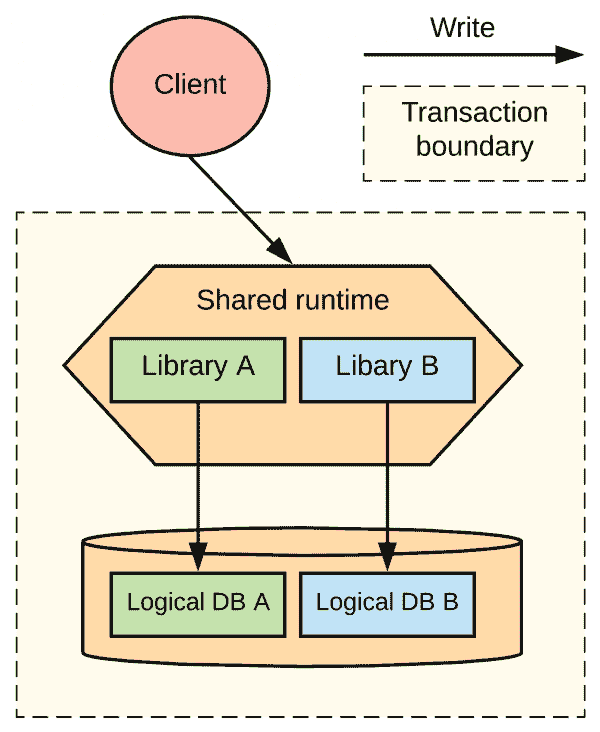 Client
Write
Transaction
boundary
Shared runtime
Library A
Libary B
Logical DB A
Logical DB B